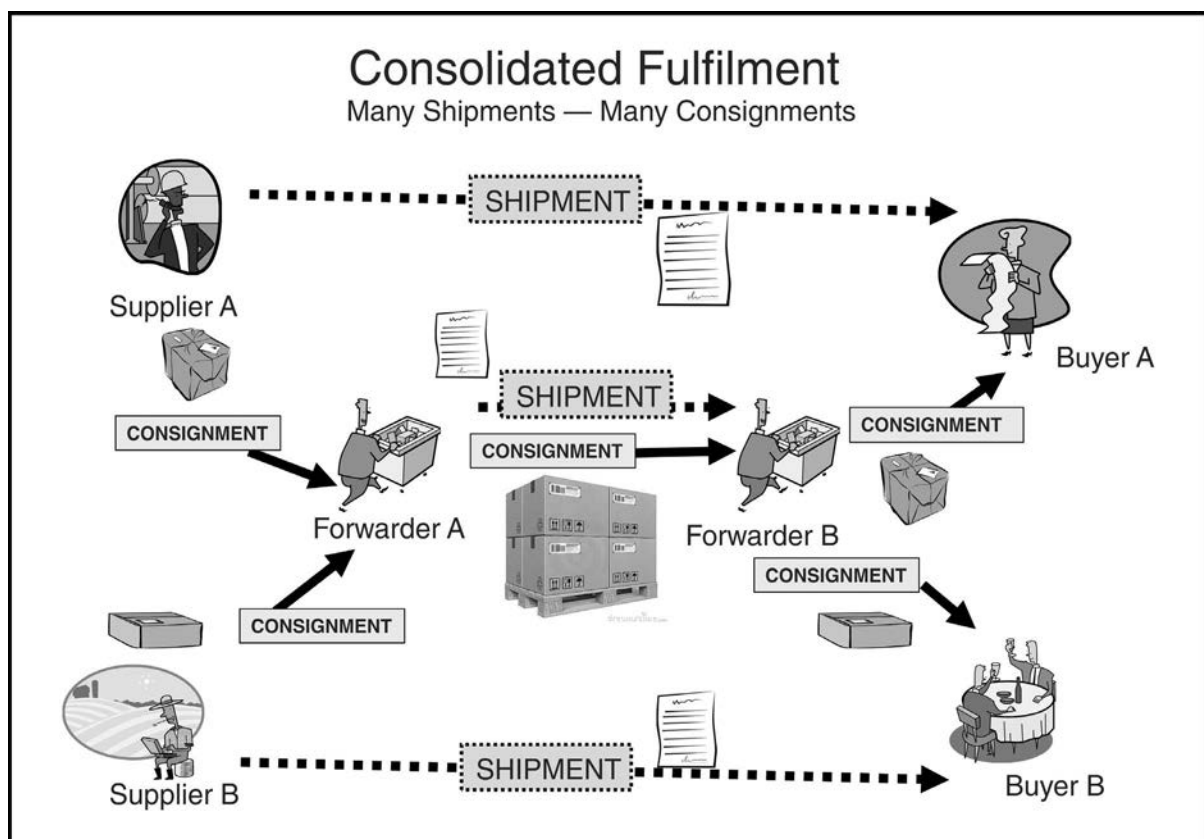 Consolidated Fulfilment
Many Shipments — Many Consignments
SHIPMENT
Supplier A
Buyer A
SHIPMENT
CONSIGNMENT
CONSIGNMENT
CONSIGNMENT
Forwarder A
Forwarder B
CONSIGNMENT
CONSIGNMENT
SHIPMENT
Supplier B
Buyer B